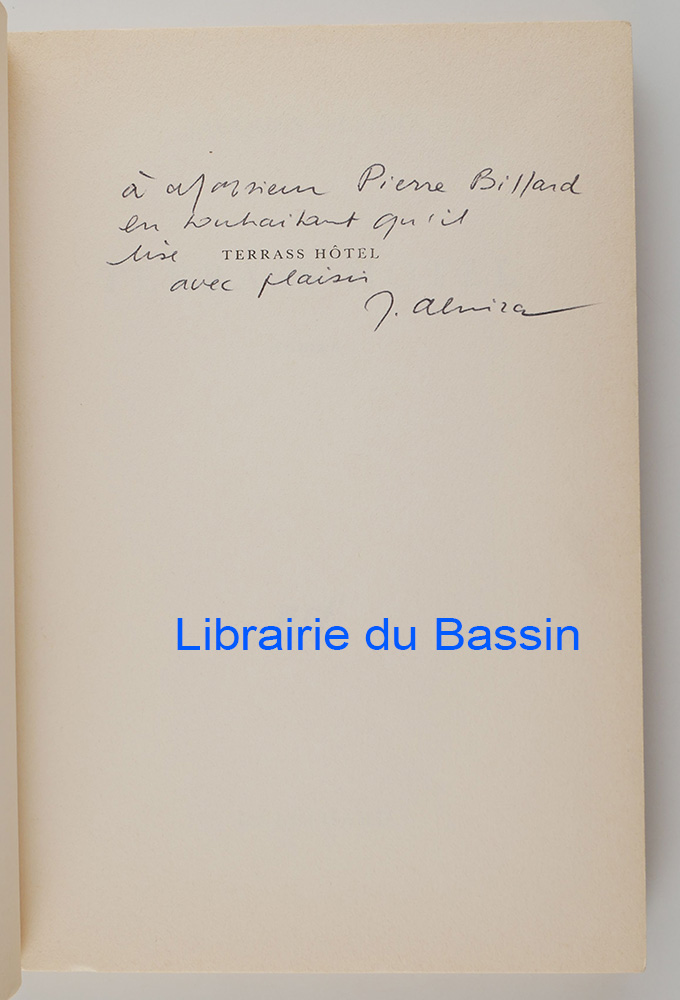 à Monsieur Pierre Billard
en souhaitant qu'il
lise TERRASS HÔTEL
avec plaisir
J. Almira
Librairie du Bassin